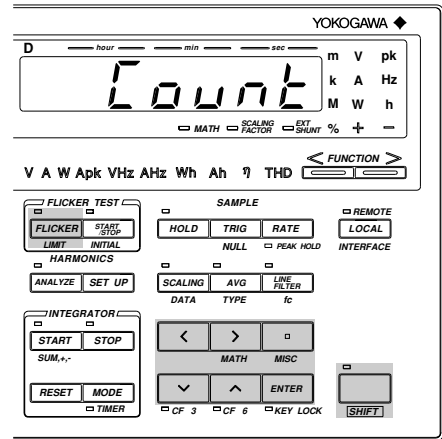 YOKOGAWA ◆
D hour min sec m V pk
Count k A Hz
M W h
MATH SCALING FACTOR EXT SHUNT % + −
V A W Apk VHz AHz Wh Ah η THD < FUNCTION >
FLICKER TEST SAMPLE
REMOTE
FLICKER START /STOP HOLD TRIG RATE LOCAL
LIMIT INITIAL NULL PEAK HOLD INTERFACE
HARMONICS
ANALYZE SET UP SCALING AVG LINE FILTER
DATA TYPE fc
INTEGRATOR
START STOP < > ▫
SUM,+,- MATH MISC
RESET MODE ∨ ∧ ENTER
TIMER CF 3 CF 6 KEY LOCK SHIFT